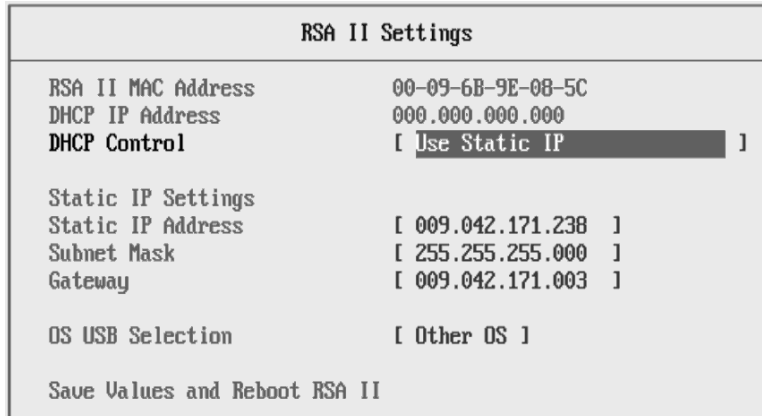 RSA II Settings
RSA II MAC Address 00-09-6B-9E-08-5C
DHCP IP Address 000.000.000.000
DHCP Control [ Use Static IP ]
Static IP Settings
Static IP Address [ 009.042.171.238 ]
Subnet Mask [ 255.255.255.000 ]
Gateway [ 009.042.171.003 ]
OS USB Selection [ Other OS ]
Save Values and Reboot RSA II